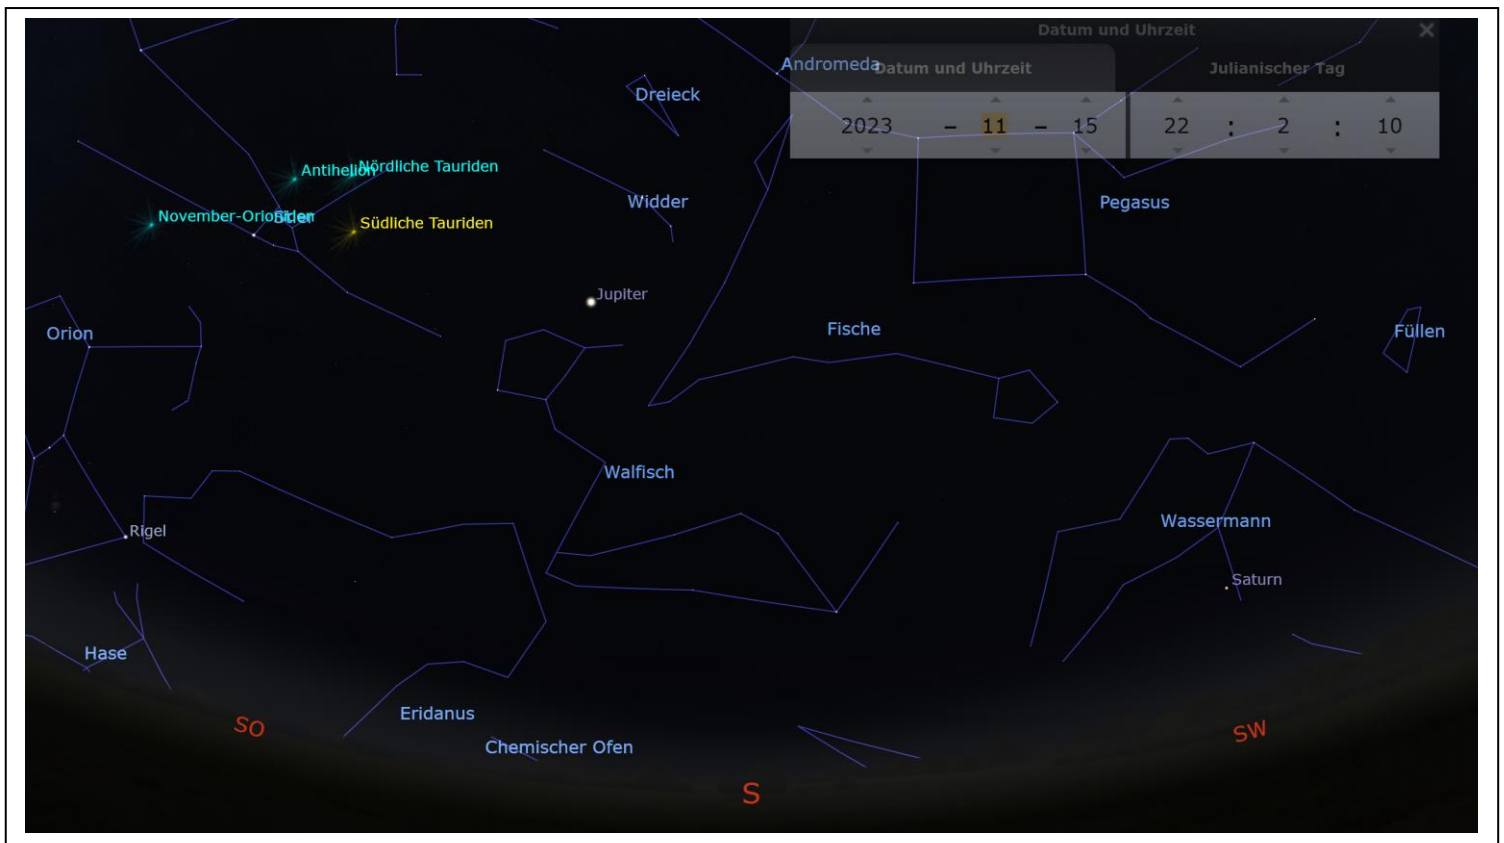 Datum und Uhrzeit
Andromeda
Datum und Uhrzeit
Julianischer Tag
Dreieck
2023 – 11 – 15 22 : 2 : 10
Antihelion
Nördliche Tauriden
Widder
Pegasus
November-Orioniden
Stier
Südliche Tauriden
Jupiter
Orion
Fische
Füllen
Walfisch
Wassermann
Rigel
Saturn
Hase
Eridanus
SO
SW
Chemischer Ofen
S